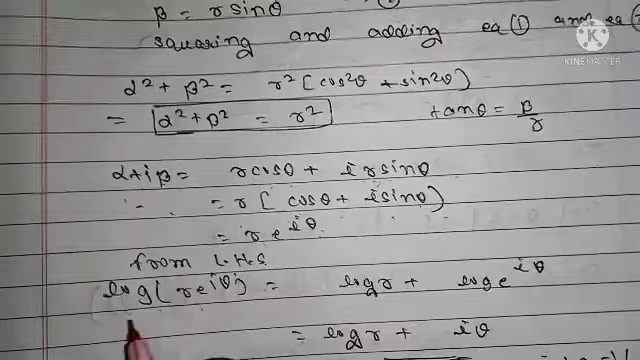 β = r sinθ
squaring and adding eq ① and eq
KINEMASTER
α² + β² = r² (cos²θ + sin²θ)
= α² + β² = r²
tanθ = β/r
α + iβ = r cosθ + i r sinθ
= r [ cosθ + i sinθ )
= r e^iθ
from L.H.S
log( r e^iθ) = log r + log e^iθ
= log r + iθ